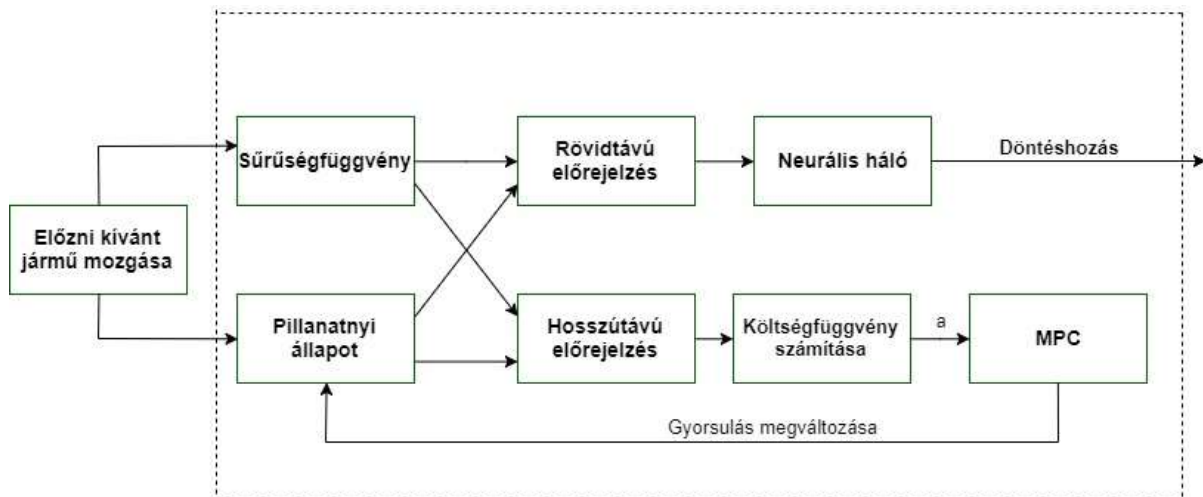 Előzni kívánt
jármű mozgása
Sűrűségfüggvény
Rövidtávú
előrejelzés
Neurális háló
Döntéshozás
Pillanatnyi
állapot
Hosszútávú
előrejelzés
Költségfüggvény
számítása
a
MPC
Gyorsulás megváltozása